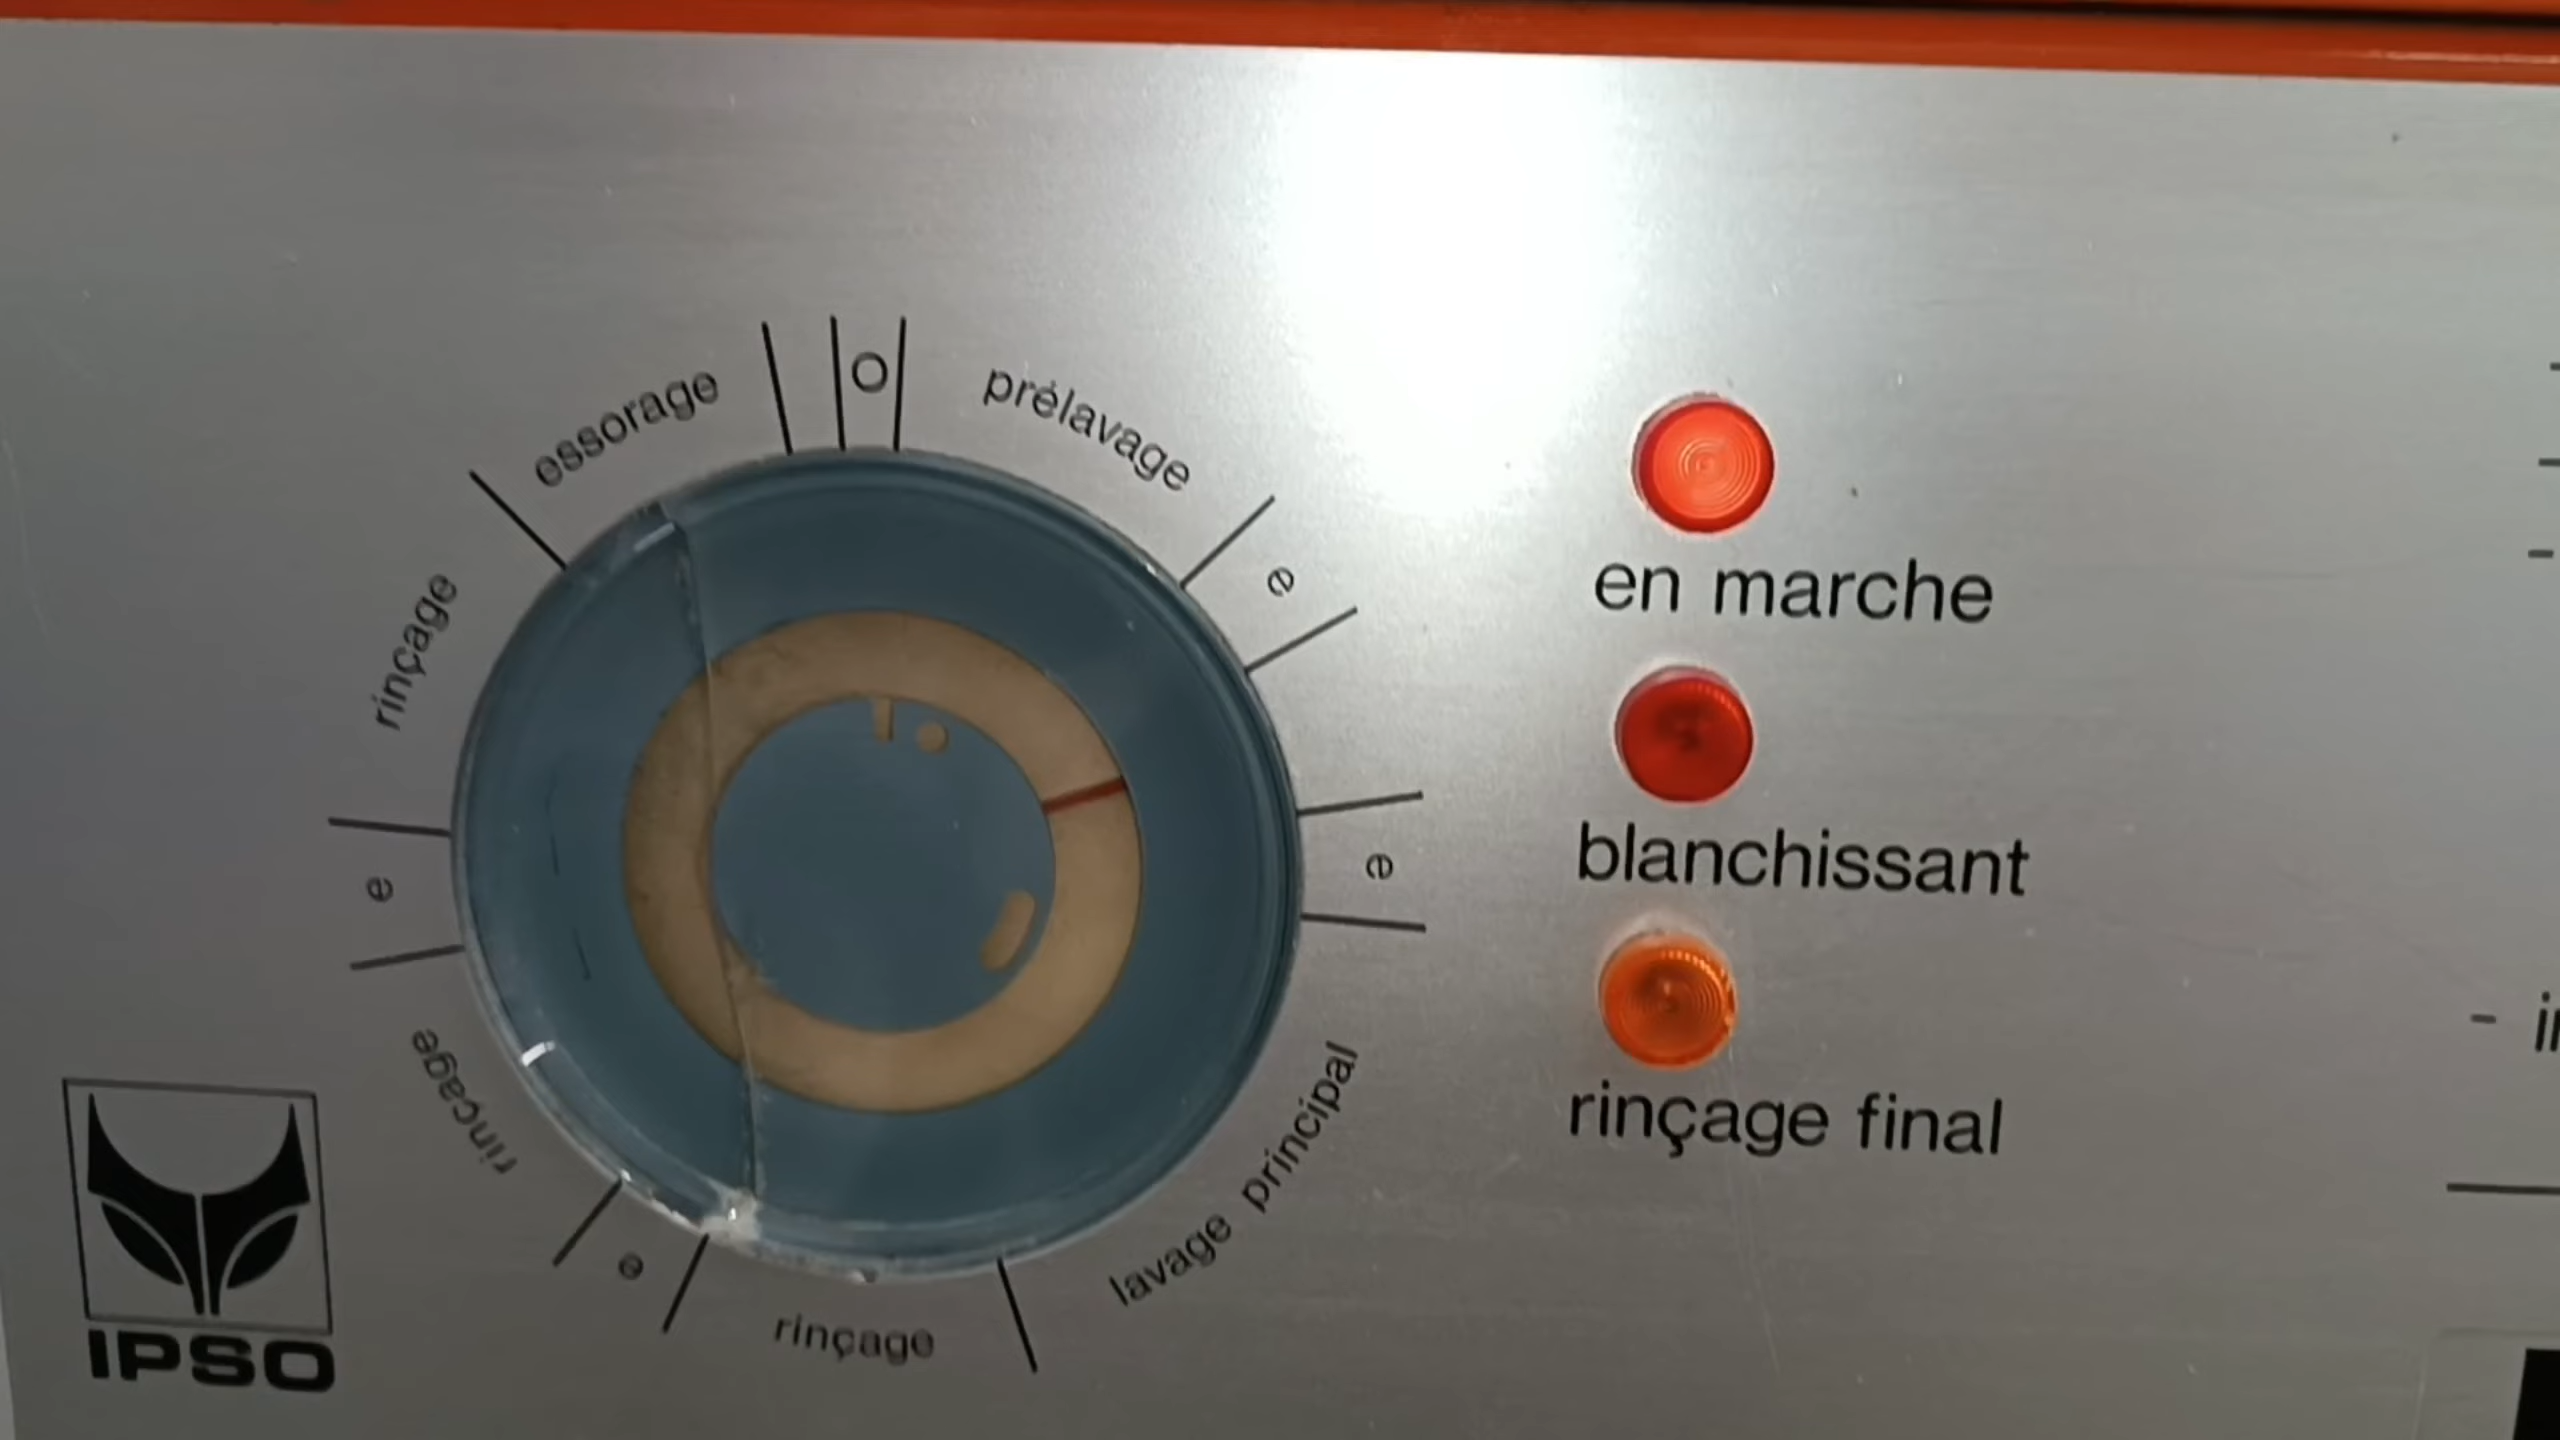 O
prélavage
e
e
lavage principal
rinçage
e
rinçage
e
rinçage
essorage
en marche
blanchissant
rinçage final
IPSO